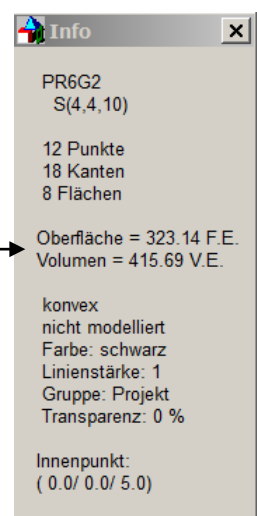 Info
PR6G2
S(4,4,10)
12 Punkte
18 Kanten
8 Flächen
Oberfläche = 323.14 F.E.
Volumen = 415.69 V.E.
konvex
nicht modelliert
Farbe: schwarz
Linienstärke: 1
Gruppe: Projekt
Transparenz: 0 %
Innenpunkt:
( 0.0/ 0.0/ 5.0)